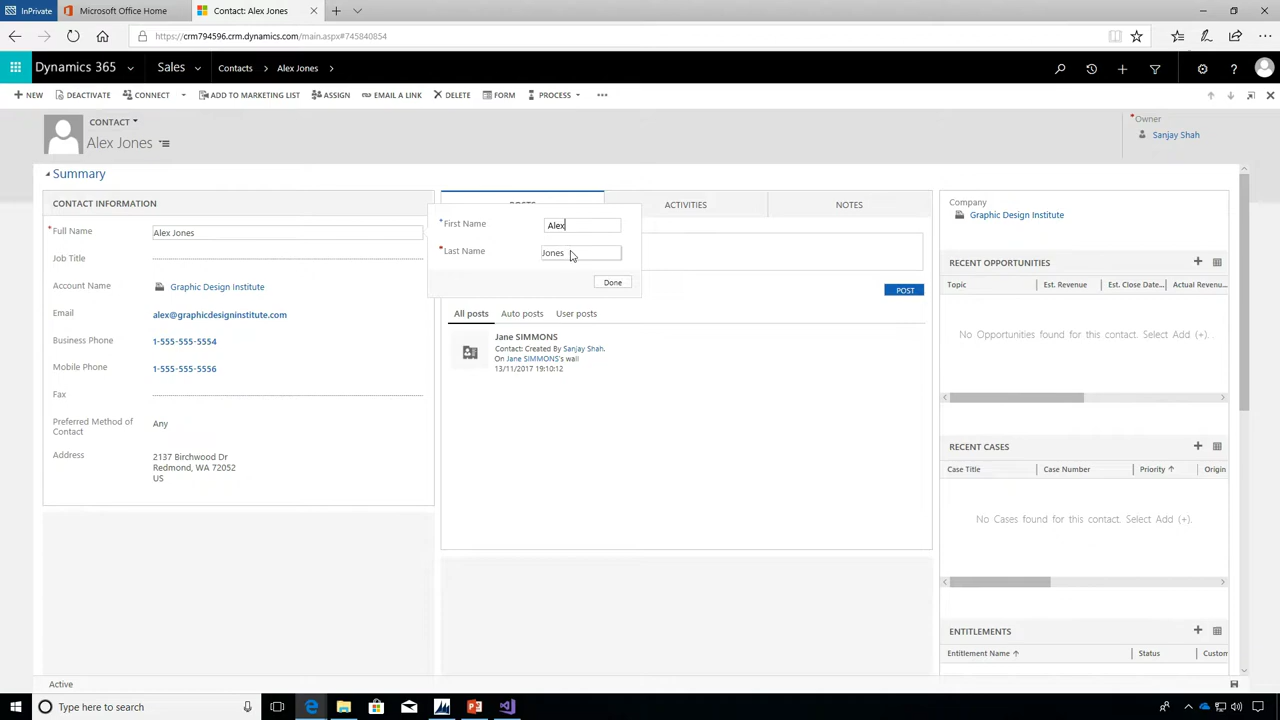 InPrivate
Microsoft Office Home
Contact: Alex Jones
https://crm794596.crm.dynamics.com/main.aspx#745840854
Dynamics 365
Sales
Contacts
Alex Jones
NEW
DEACTIVATE
CONNECT
ADD TO MARKETING LIST
ASSIGN
EMAIL A LINK
DELETE
FORM
PROCESS
CONTACT
Alex Jones
*Owner
Sanjay Shah
Summary
CONTACT INFORMATION
*Full Name
Alex Jones
Job Title
Account Name
Graphic Design Institute
Email
alex@graphicdesigninstitute.com
Business Phone
1-555-555-5554
Mobile Phone
1-555-555-5556
Fax
Preferred Method of
Contact
Any
Address
2137 Birchwood Dr
Redmond, WA 72052
US
POSTS
ACTIVITIES
NOTES
*First Name
Alex
*Last Name
Jones
Done
POST
All posts
Auto posts
User posts
Jane SIMMONS
Contact: Created By Sanjay Shah.
On Jane SIMMONS's wall
13/11/2017 19:10:12
Company
Graphic Design Institute
RECENT OPPORTUNITIES
Topic
Est. Revenue
Est. Close Date...
Actual Revenu...
No Opportunities found for this contact. Select Add (+).
RECENT CASES
Case Title
Case Number
Priority
Origin
No Cases found for this contact. Select Add (+).
ENTITLEMENTS
Entitlement Name
Status
Custom
Active
Type here to search